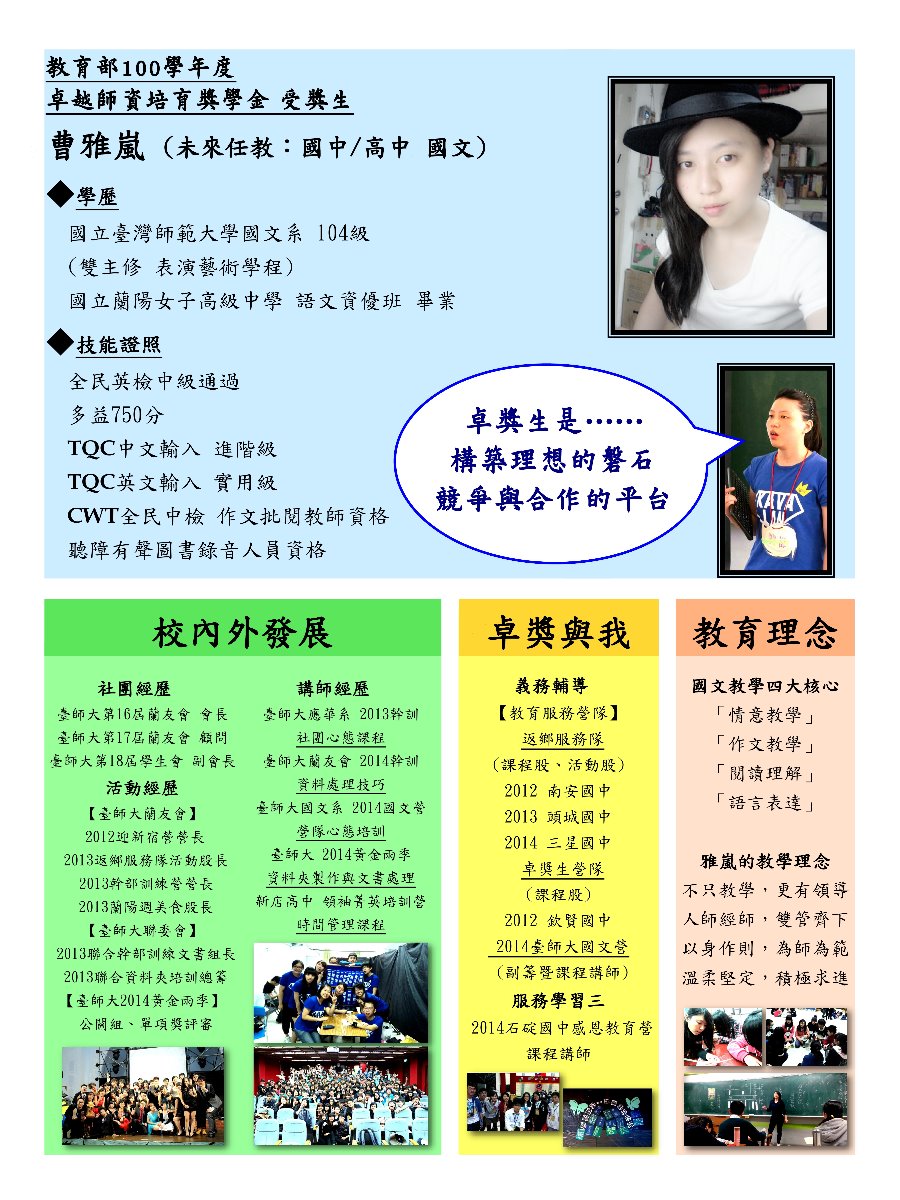 教育部100學年度
卓越師資培育獎學金 受獎生
曹雅嵐 (未來任教：國中/高中 國文)
◆學歷
國立臺灣師範大學國文系 104級
(雙主修 表演藝術學程)
國立蘭陽女子高級中學 語文資優班 畢業
◆技能證照
全民英檢中級通過
多益750分
TQC中文輸入 進階級
TQC英文輸入 實用級
CWT全民中檢 作文批閱教師資格
聽障有聲圖書錄音人員資格
卓獎生是……
構築理想的磐石
競爭與合作的平台
校內外發展
社團經歷
臺師大第16屆蘭友會 會長
臺師大第17屆蘭友會 顧問
臺師大第18屆學生會 副會長
活動經歷
【臺師大蘭友會】
2012迎新宿營營長
2013返鄉服務隊活動股長
2013幹部訓練營營長
2013蘭陽週美食股長
【臺師大聯委會】
2013聯合幹部訓練文書組長
2013聯合資料夾培訓總籌
【臺師大2014黃金雨季】
公關組、單項獎評審
講師經歷
臺師大應華系 2013幹訓
社團心態課程
臺師大蘭友會 2014幹訓
資料處理技巧
臺師大國文系 2014國文營
營隊心態培訓
臺師大 2014黃金雨季
資料夾製作與文書處理
新店高中 領袖菁英培訓營
時間管理課程
卓獎與我
義務輔導
【教育服務營隊】
返鄉服務隊
(課程股、活動股)
2012 南安國中
2013 頭城國中
2014 三星國中
卓獎生營隊
(課程股)
2012 欽賢國中
2014臺師大國文營
(副籌暨課程講師)
服務學習三
2014石碇國中感恩教育營
課程講師
教育理念
國文教學四大核心
「情意教學」
「作文教學」
「閱讀理解」
「語言表達」
雅嵐的教學理念
不只教學，更有領導
人師經師，雙管齊下
以身作則，為師為範
溫柔堅定，積極求進